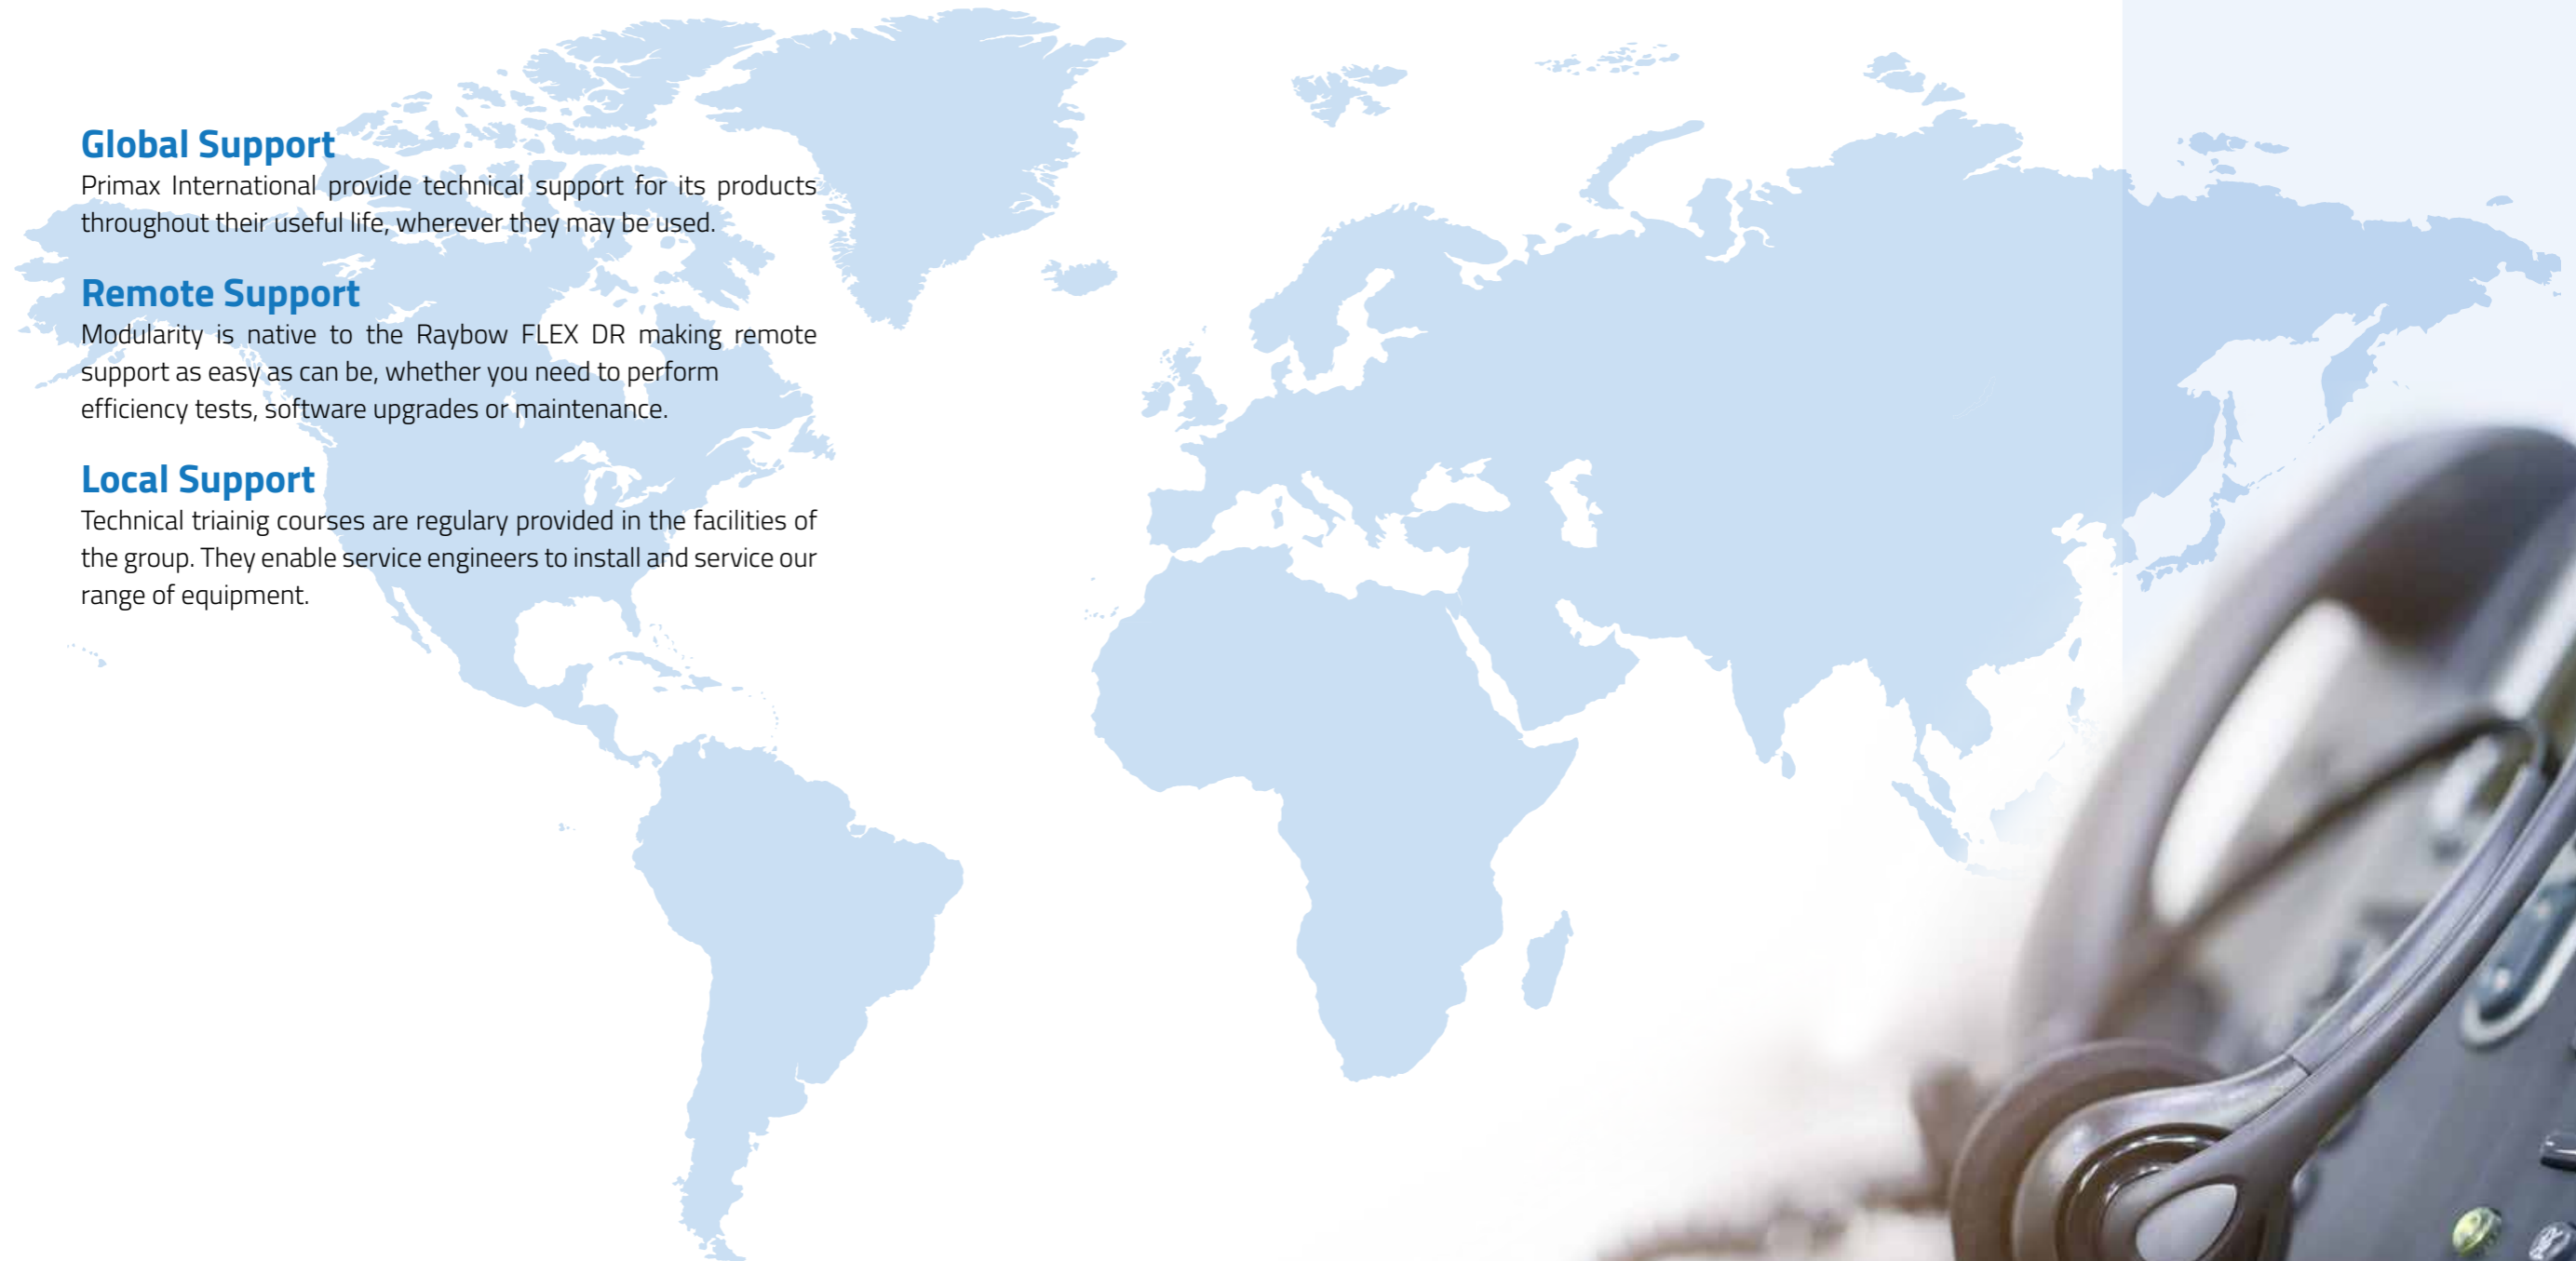 Global Support
Primax International provide technical support for its products
throughout their useful life, wherever they may be used.
Remote Support
Modularity is native to the Raybow FLEX DR making remote
support as easy as can be, whether you need to perform
efficiency tests, software upgrades or maintenance.
Local Support
Technical triainig courses are regulary provided in the facilities of
the group. They enable service engineers to install and service our
range of equipment.